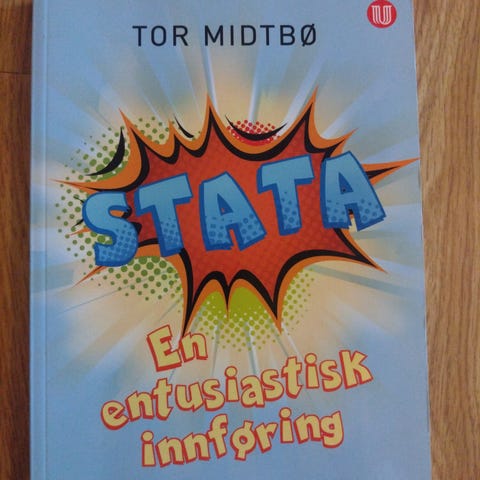 TOR MIDTBØ
U
STATA
En
entusiastisk
innføring